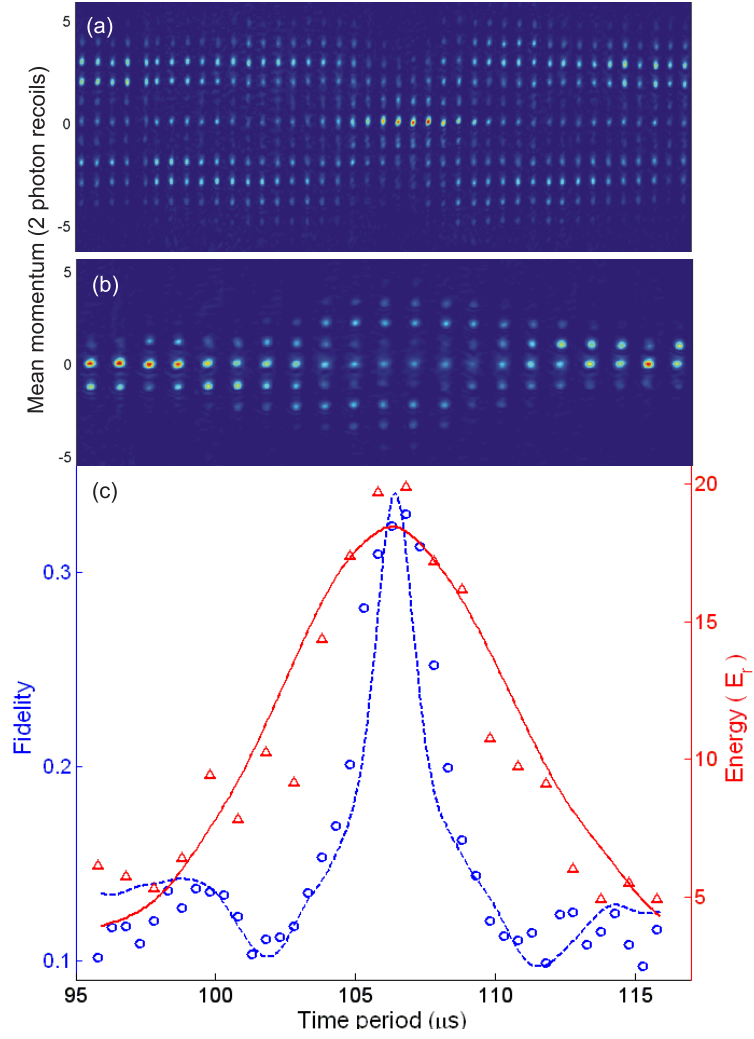 (a)
5
0
-5
Mean momentum (2 photon recoils)
(b)
5
0
-5
(c)
20
15
10
5
Energy ( E_r )
0.3
0.2
0.1
Fidelity
95
100
105
110
115
Time period (μs)